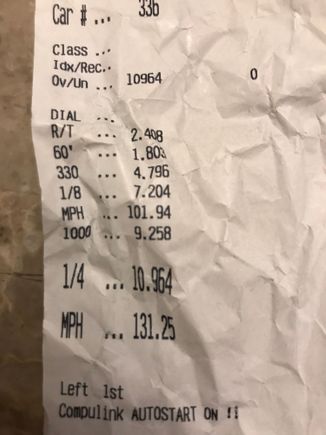 Car # ... 336
Class ...
Idx/Rec..
Ov/Un ... 10964 0
DIAL ...
R/T ... 2.408
60' ... 1.803
330 ... 4.796
1/8 ... 7.204
MPH ... 101.94
1000 ... 9.258
1/4 ... 10.964
MPH ... 131.25
Left 1st
Compulink AUTOSTART ON !!